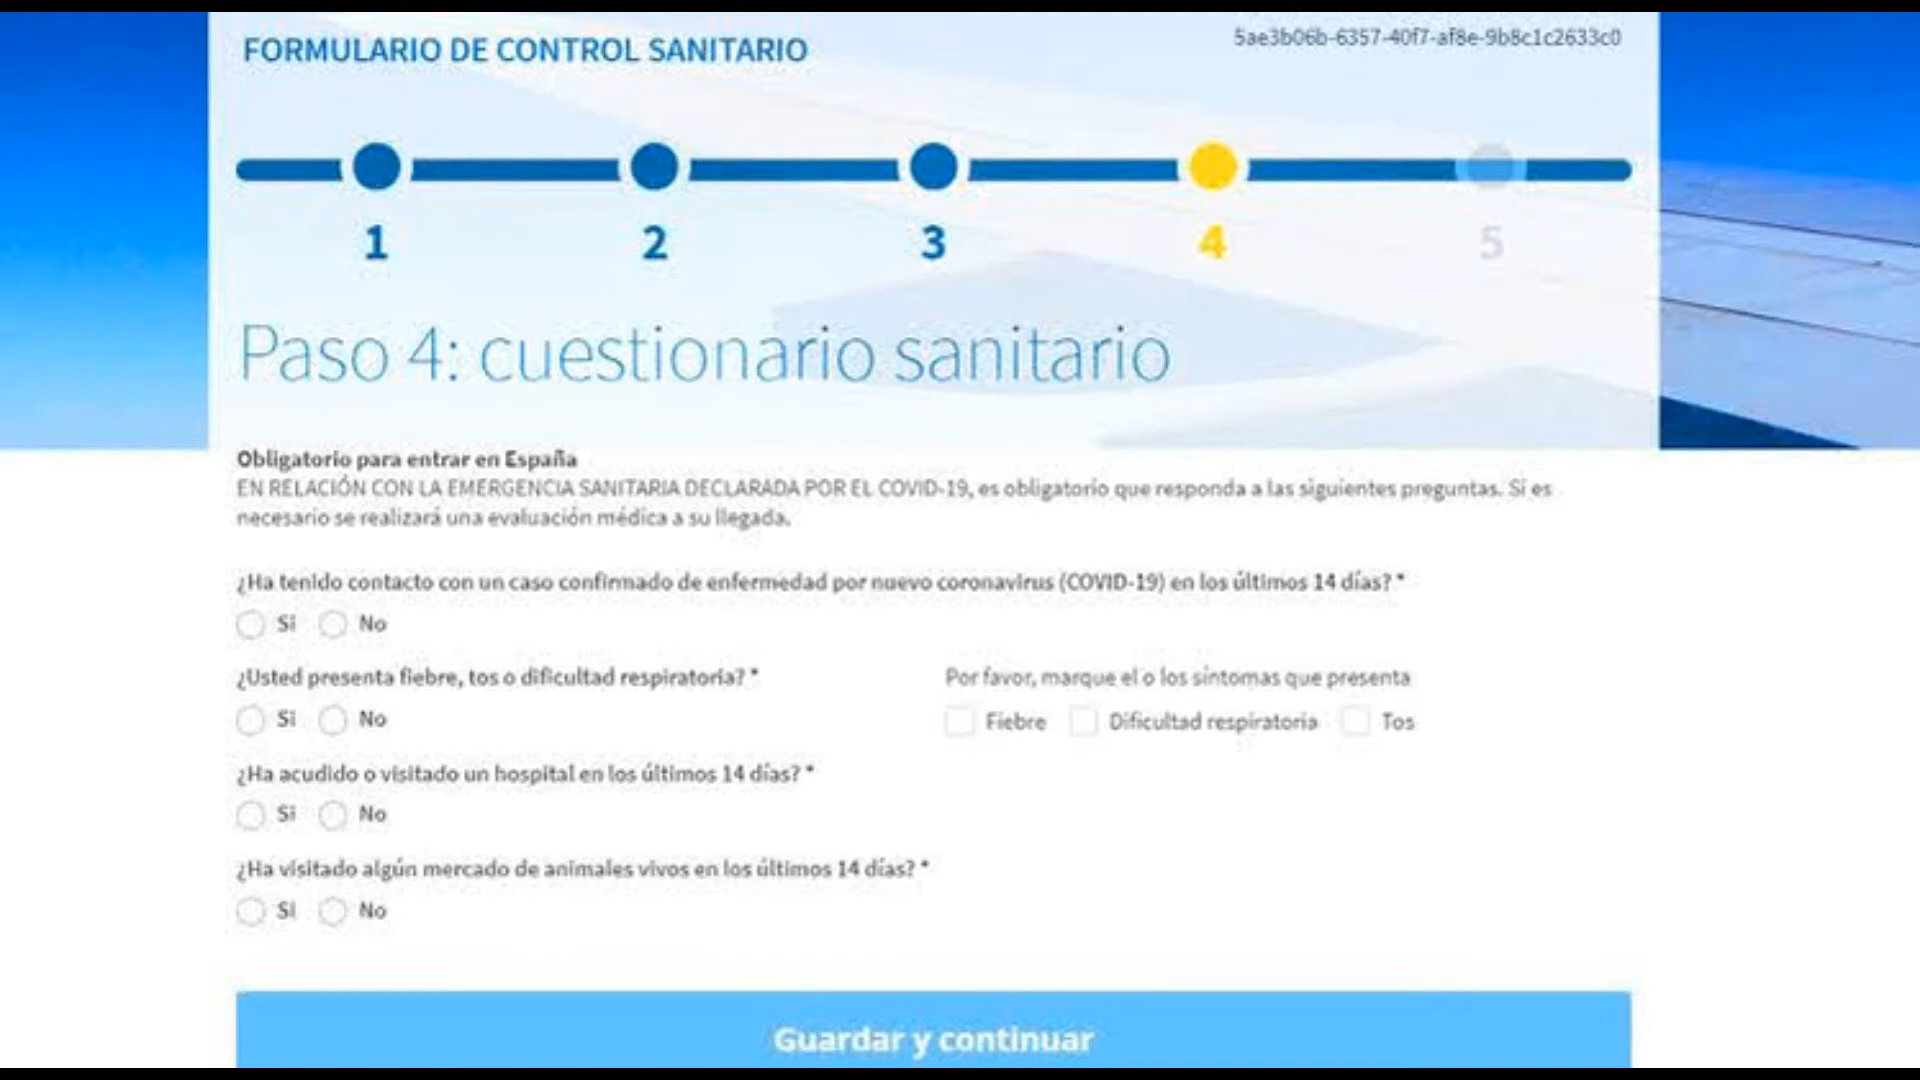 FORMULARIO DE CONTROL SANITARIO
5ae3b06b-6357-40f7-af8e-9b8c1c2633c0
1 2 3 4 5
Paso 4: cuestionario sanitario
Obligatorio para entrar en España
EN RELACIÓN CON LA EMERGENCIA SANITARIA DECLARADA POR EL COVID-19, es obligatorio que responda a las siguientes preguntas. Si es
necesario se realizará una evaluación médica a su llegada.
¿Ha tenido contacto con un caso confirmado de enfermedad por nuevo coronavirus (COVID-19) en los últimos 14 días? *
Si No
¿Usted presenta fiebre, tos o dificultad respiratoria? *
Si No
Por favor, marque el o los síntomas que presenta
Fiebre Dificultad respiratoria Tos
¿Ha acudido o visitado un hospital en los últimos 14 días? *
Si No
¿Ha visitado algún mercado de animales vivos en los últimos 14 días? *
Si No
Guardar y continuar